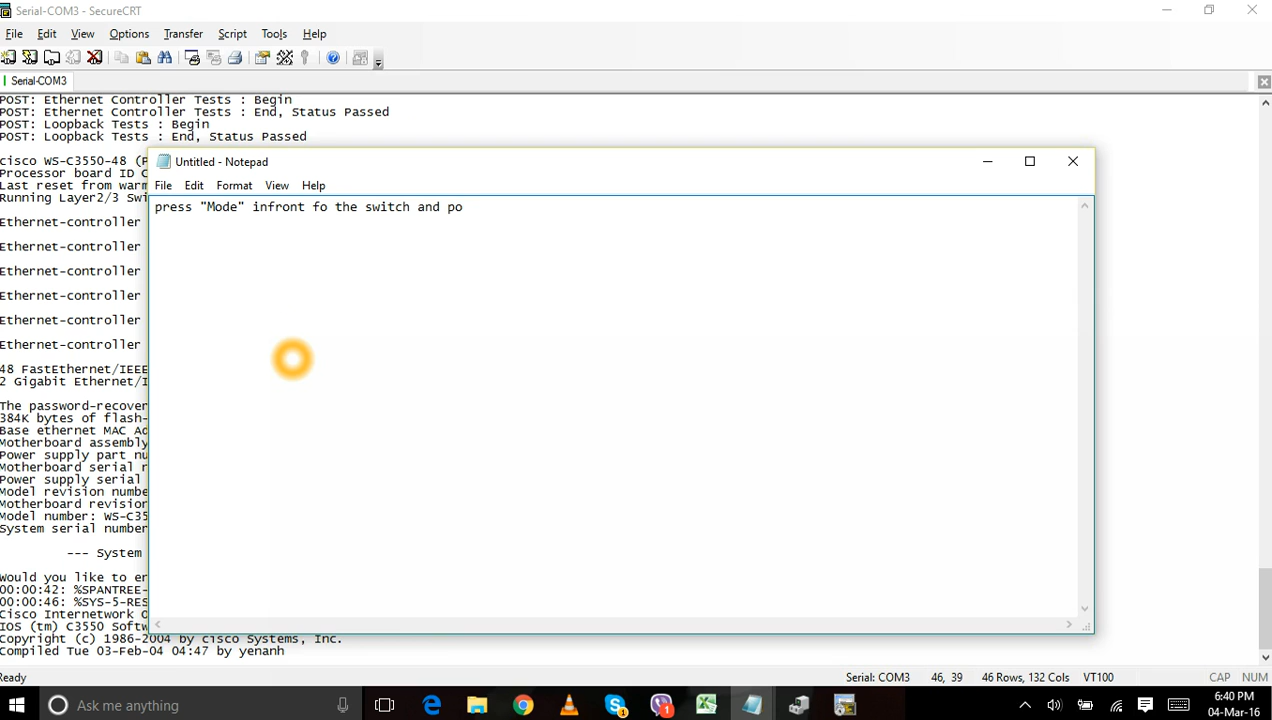 Serial-COM3 - SecureCRT
File Edit View Options Transfer Script Tools Help
Serial-COM3
POST: Ethernet Controller Tests : Begin
POST: Ethernet Controller Tests : End, Status Passed
POST: Loopback Tests : Begin
POST: Loopback Tests : End, Status Passed
cisco WS-C3550-48 (P
Processor board ID C
Last reset from warm
Running Layer2/3 Swi
Ethernet-controller
Ethernet-controller
Ethernet-controller
Ethernet-controller
Ethernet-controller
Ethernet-controller
48 FastEthernet/IEEE
2 Gigabit Ethernet/I
The password-recover
384K bytes of flash-
Base ethernet MAC Ad
Motherboard assembly
Power supply part nu
Motherboard serial n
Power supply serial
Model revision numbe
Motherboard revision
Model number: WS-C35
System serial number
--- System
Would you like to en
00:00:42: %SPANTREE-
00:00:46: %SYS-5-RES
Cisco Internetwork O
IOS (tm) C3550 Softw
Copyright (c) 1986-2004 by cisco Systems, Inc.
Compiled Tue 03-Feb-04 04:47 by yenanh
Untitled - Notepad
File Edit Format View Help
press "Mode" infront fo the switch and po
Ready Serial: COM3 46, 39 46 Rows, 132 Cols VT100 CAP NUM
Ask me anything
1
1
6:40 PM
04-Mar-16